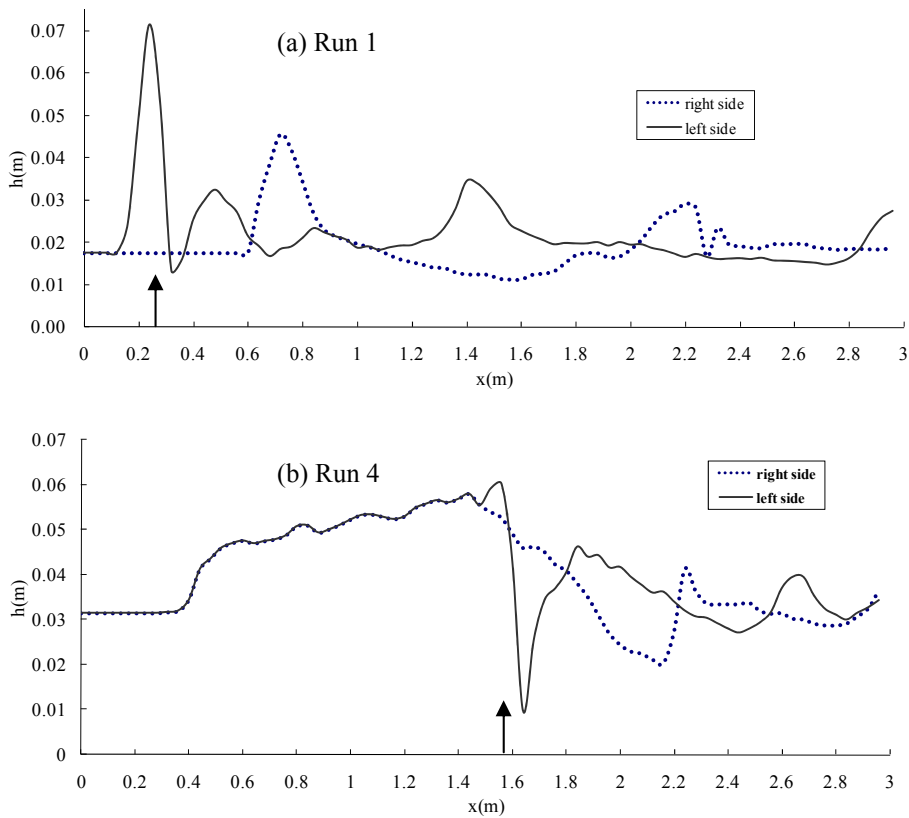 (a) Run 1
h(m)
0.07
0.06
0.05
0.04
0.03
0.02
0.01
0.00
right side
left side
0 0.2 0.4 0.6 0.8 1 1.2 1.4 1.6 1.8 2 2.2 2.4 2.6 2.8 3
x(m)
(b) Run 4
h(m)
0.07
0.06
0.05
0.04
0.03
0.02
0.01
0
right side
left side
0 0.2 0.4 0.6 0.8 1 1.2 1.4 1.6 1.8 2 2.2 2.4 2.6 2.8 3
x(m)